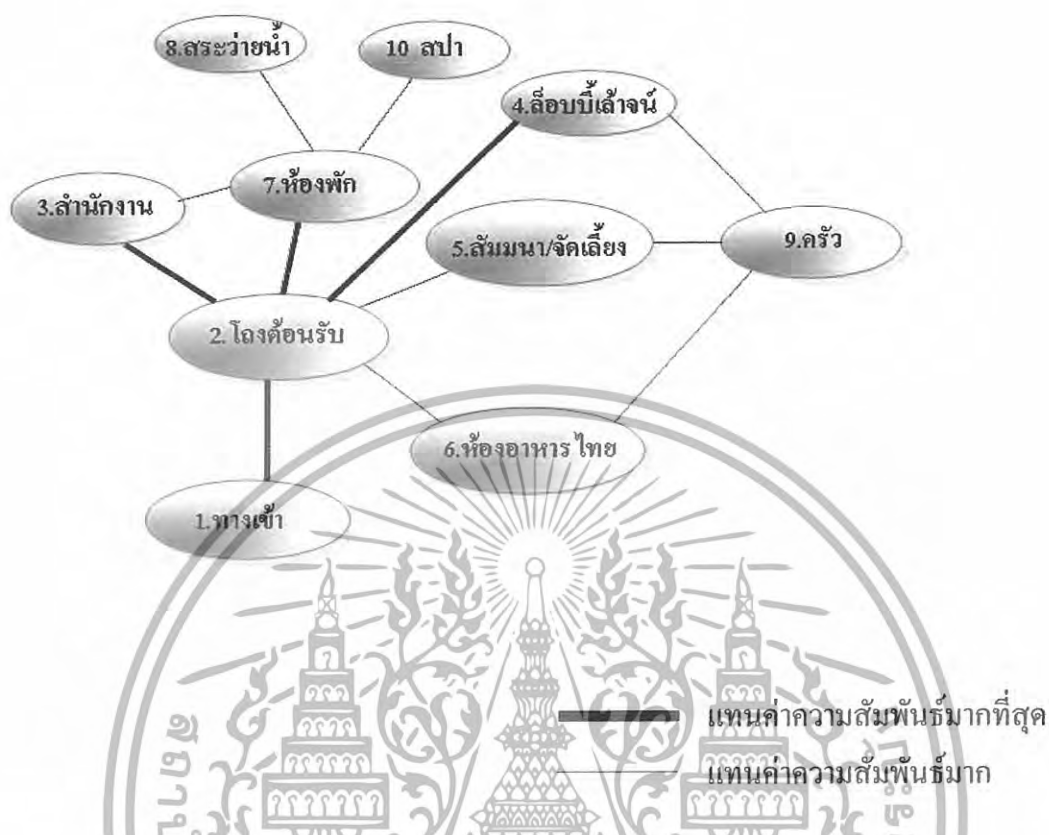 8.สระว่ายน้ำ
10 สปา
4.ล็อบบี้เล้าจน์
7.ห้องพัก
3.สำนักงาน
5.สัมมนา/จัดเลี้ยง
9.ครัว
2. โถงต้อนรับ
6.ห้องอาหาร ไทย
1.ทางเข้า
แทนค่าความสัมพันธ์มากที่สุด
แทนค่าความสัมพันธ์มาก